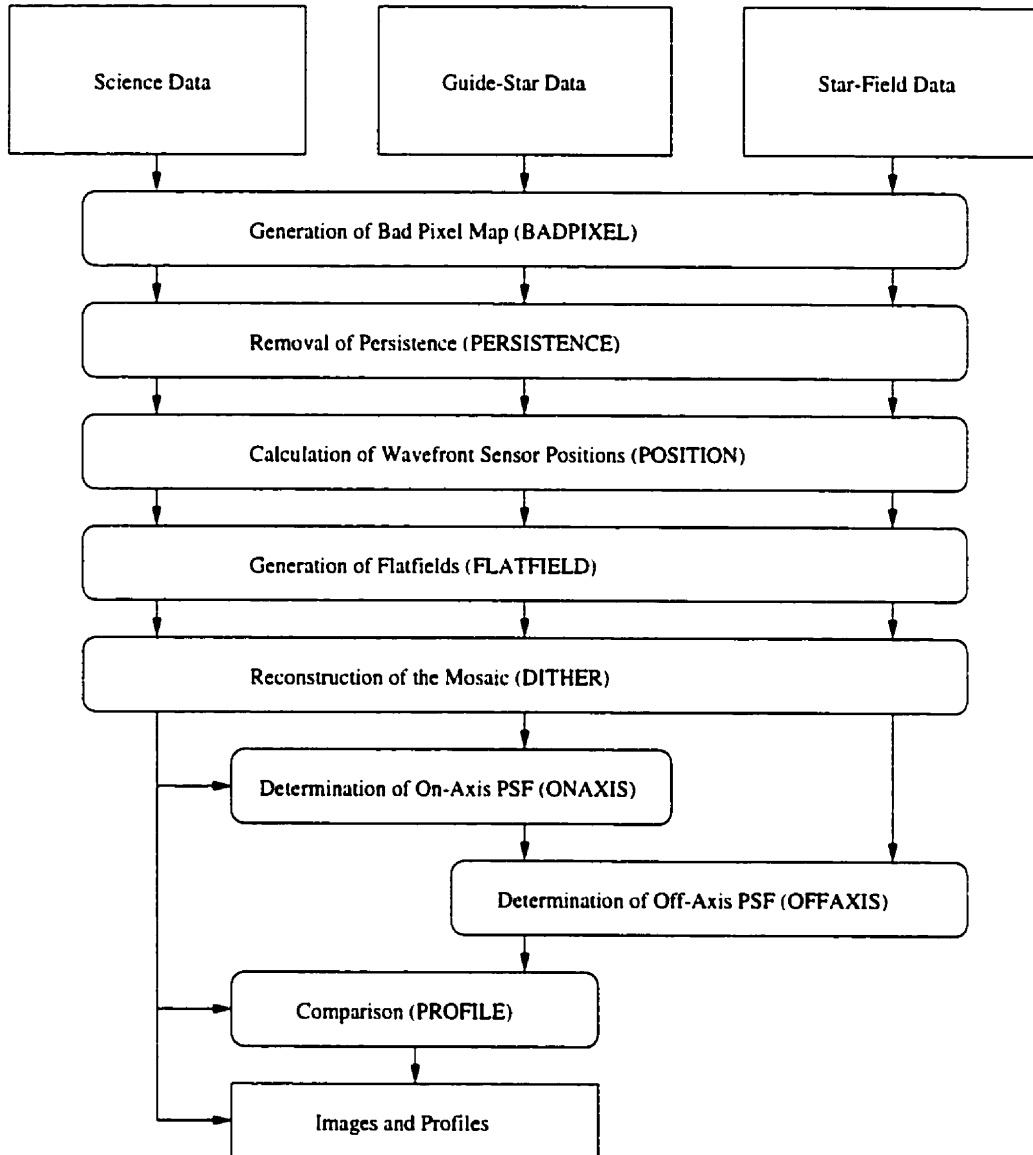 Science Data
Guide-Star Data
Star-Field Data
Generation of Bad Pixel Map (BADPIXEL)
Removal of Persistence (PERSISTENCE)
Calculation of Wavefront Sensor Positions (POSITION)
Generation of Flatfields (FLATFIELD)
Reconstruction of the Mosaic (DITHER)
Determination of On-Axis PSF (ONAXIS)
Determination of Off-Axis PSF (OFFAXIS)
Comparison (PROFILE)
Images and Profiles